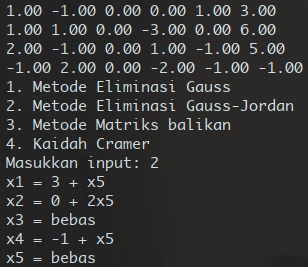 1.00 -1.00 0.00 0.00 1.00 3.00
1.00 1.00 0.00 -3.00 0.00 6.00
2.00 -1.00 0.00 1.00 -1.00 5.00
-1.00 2.00 0.00 -2.00 -1.00 -1.00
1. Metode Eliminasi Gauss
2. Metode Eliminasi Gauss-Jordan
3. Metode Matriks balikan
4. Kaidah Cramer
Masukkan input: 2
x1 = 3 + x5
x2 = 0 + 2x5
x3 = bebas
x4 = -1 + x5
x5 = bebas